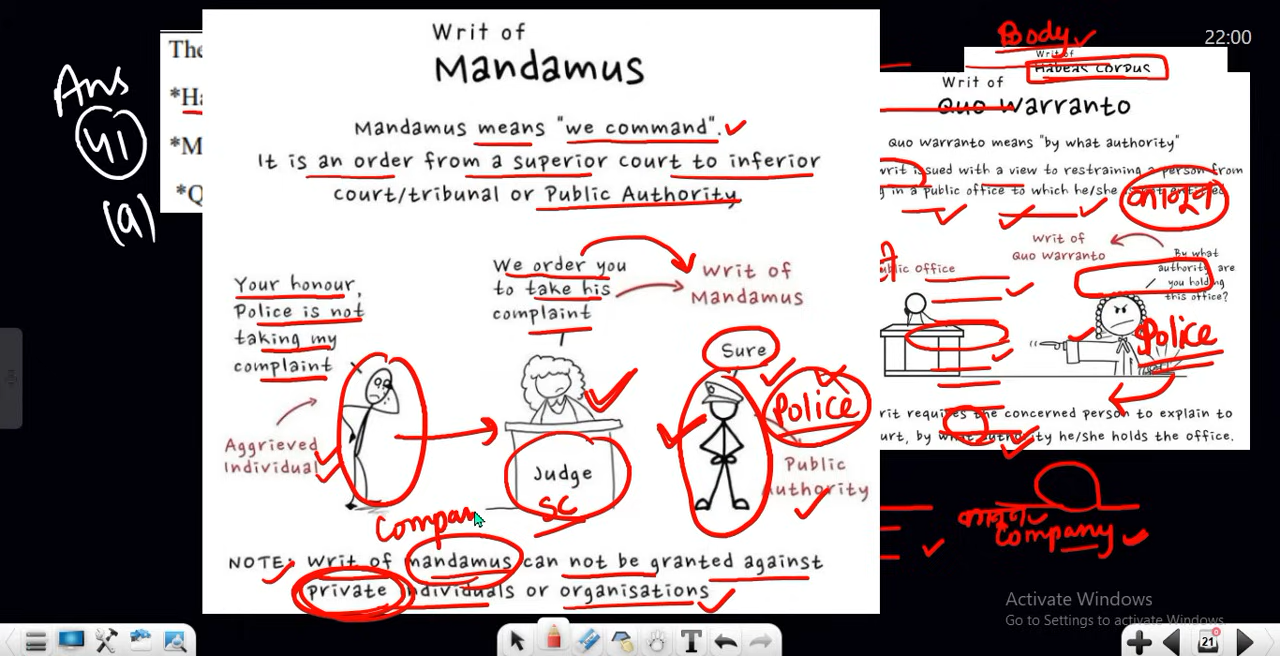 Ans
41
(a)
The
*Ha
*M
*Q
Writ of
Mandamus
Mandamus means "we command".
It is an order from a superior court to inferior
court/tribunal or Public Authority
Your honour,
Police is not
taking my
complaint
We order you
to take his
complaint
Writ of
Mandamus
Sure
Police
Aggrieved
Individual
Judge
SC
Public
Authority
Compan
NOTE: Writ of mandamus can not be granted against
private individuals or organisations
Body
22:00
Writ of
Habeas Corpus
Writ of
Quo Warranto
Quo Warranto means "by what authority"
writ issued with a view to restraining a person from
in a public office to which he/she
Public Office
Writ of
Quo Warranto
By what
authority are
you holding
this office?
Police
rit requires the concerned person to explain to
urt, by what authority he/she holds the office.
Company
Activate Windows
Go to Settings to activate Windows
T
21